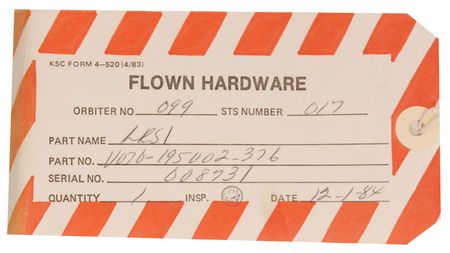 KSC FORM 4-520 (4/83)
FLOWN HARDWARE
ORBITER NO 099 STS NUMBER 017
PART NAME LRSI
PART NO. V070-195002-376
SERIAL NO. 008731
QUANTITY 1 INSP. DATE 12-1-84